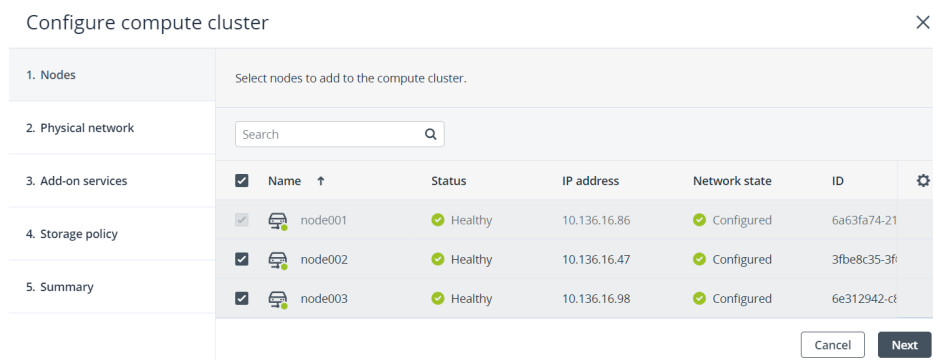 Configure compute cluster
1. Nodes
Select nodes to add to the compute cluster.
2. Physical network
Search
3. Add-on services
Name ↑ Status IP address Network state ID
node001 Healthy 10.136.16.86 Configured 6a63fa74-21
4. Storage policy
node002 Healthy 10.136.16.47 Configured 3fbe8c35-3f
5. Summary
node003 Healthy 10.136.16.98 Configured 6e312942-c8
Cancel Next